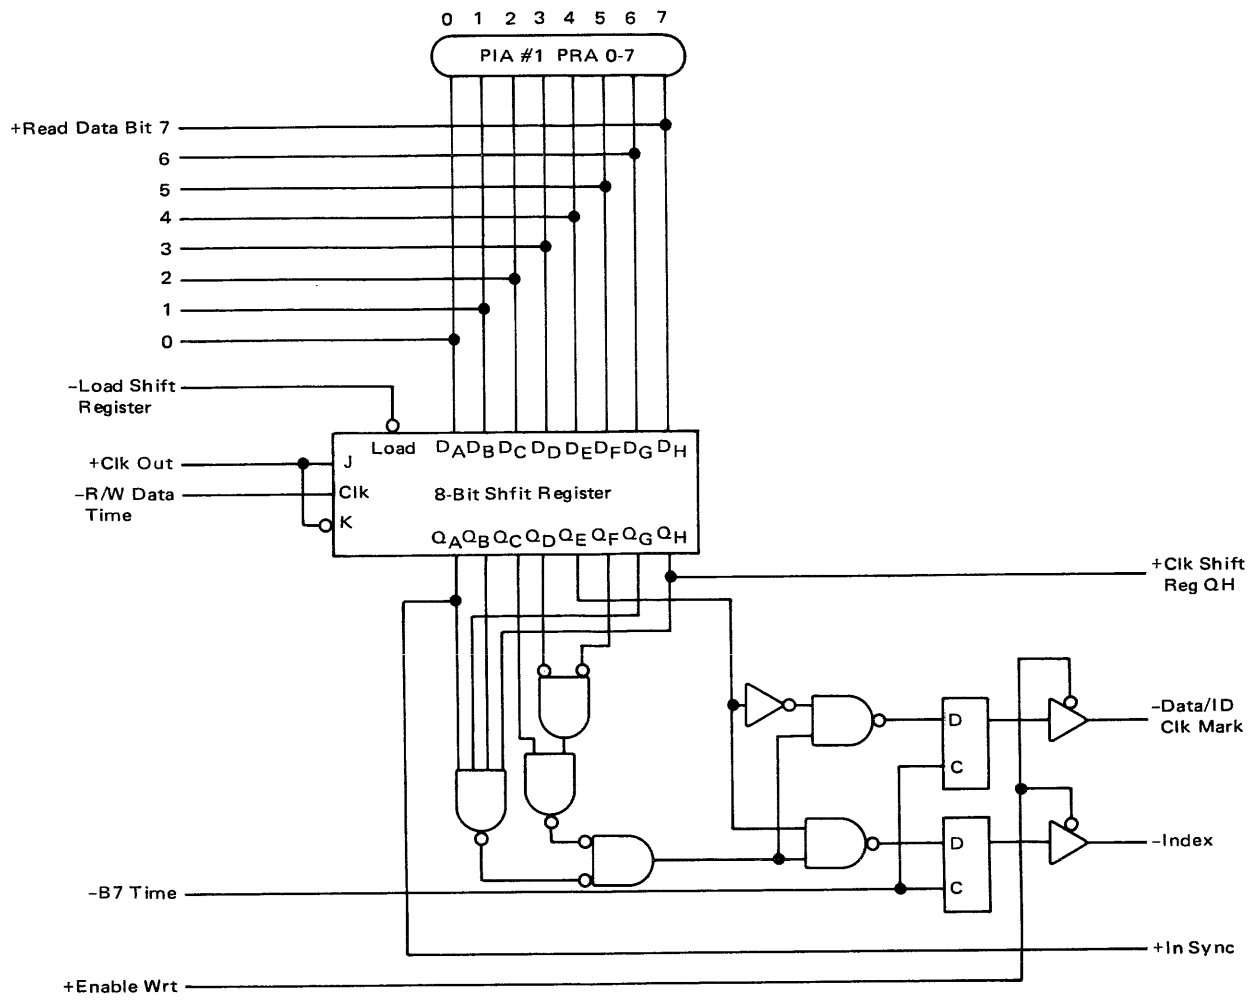 0 1 2 3 4 5 6 7
PIA #1 PRA 0-7
+Read Data Bit 7
6
5
4
3
2
1
0
–Load Shift
Register
Load DA DB DC DD DE DF DG DH
+Clk Out
J
–R/W Data
Time
Clk
8-Bit Shfit Register
K
QA QB QC QD QE QF QG QH
+Clk Shift
Reg QH
D
–Data/ID
Clk Mark
C
D
–Index
C
–B7 Time
+In Sync
+Enable Wrt